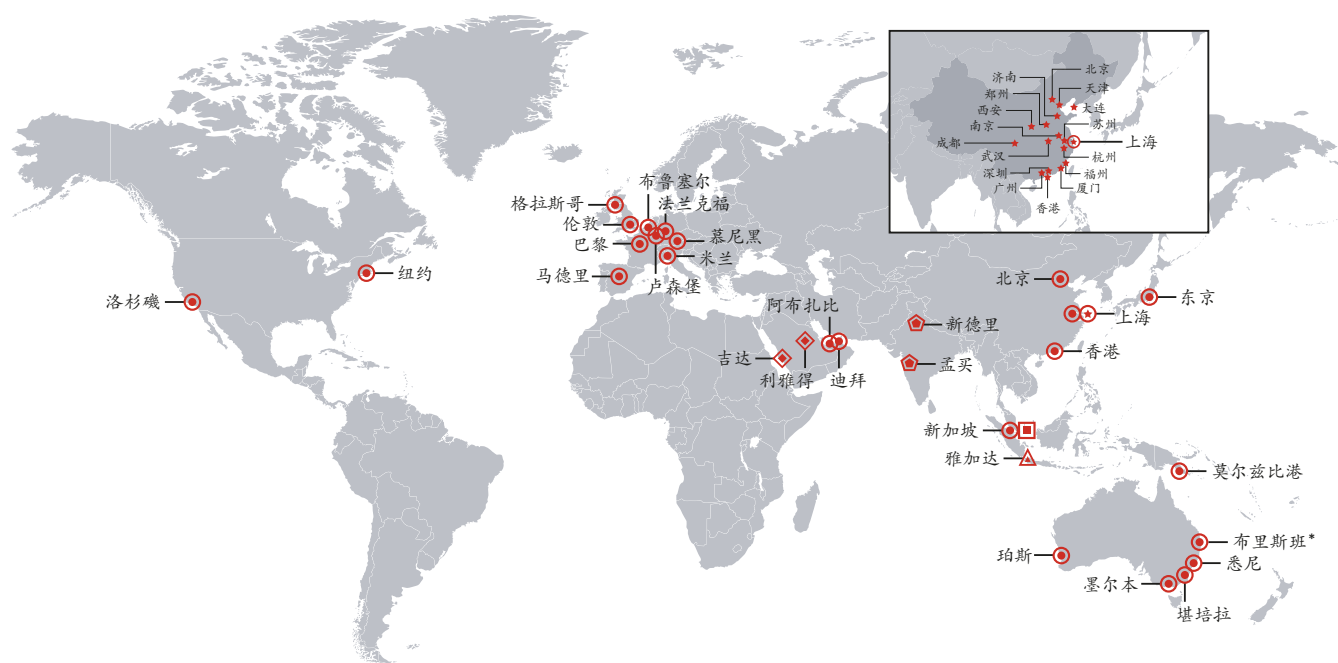 北京
济南
天津
郑州
大连
西安
苏州
南京
成都
上海
武汉
杭州
深圳
福州
广州
厦门
香港
布鲁塞尔
格拉斯哥
法兰克福
伦敦
巴黎
慕尼黑
米兰
马德里
卢森堡
纽约
洛杉矶
北京
东京
阿布扎比
上海
新德里
香港
吉达
孟买
利雅得
迪拜
新加坡
雅加达
莫尔兹比港
布里斯班*
珀斯
悉尼
墨尔本
堪培拉